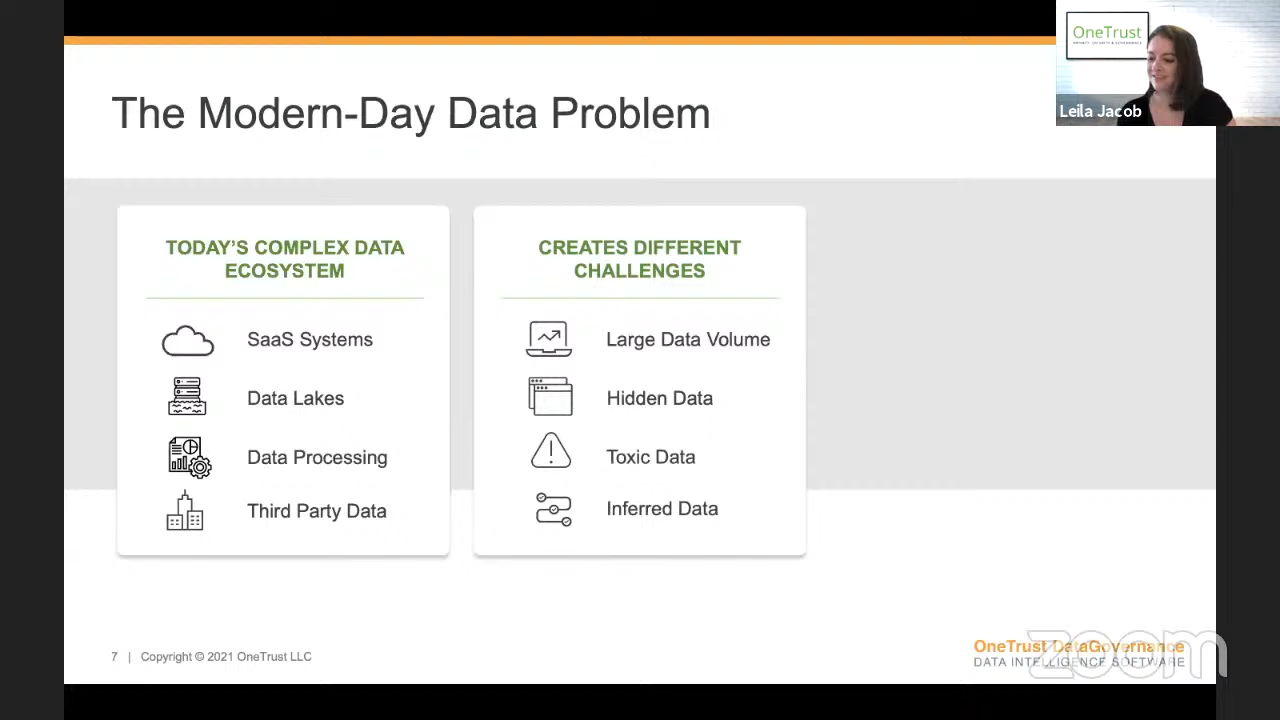 The Modern-Day Data Problem
OneTrust
Leila Jacob
TODAY'S COMPLEX DATA
ECOSYSTEM
SaaS Systems
Data Lakes
Data Processing
Third Party Data
CREATES DIFFERENT
CHALLENGES
Large Data Volume
Hidden Data
Toxic Data
Inferred Data
7 | Copyright © 2021 OneTrust LLC
OneTrust DataGovernance
DATA INTELLIGENCE SOFTWARE
zoom